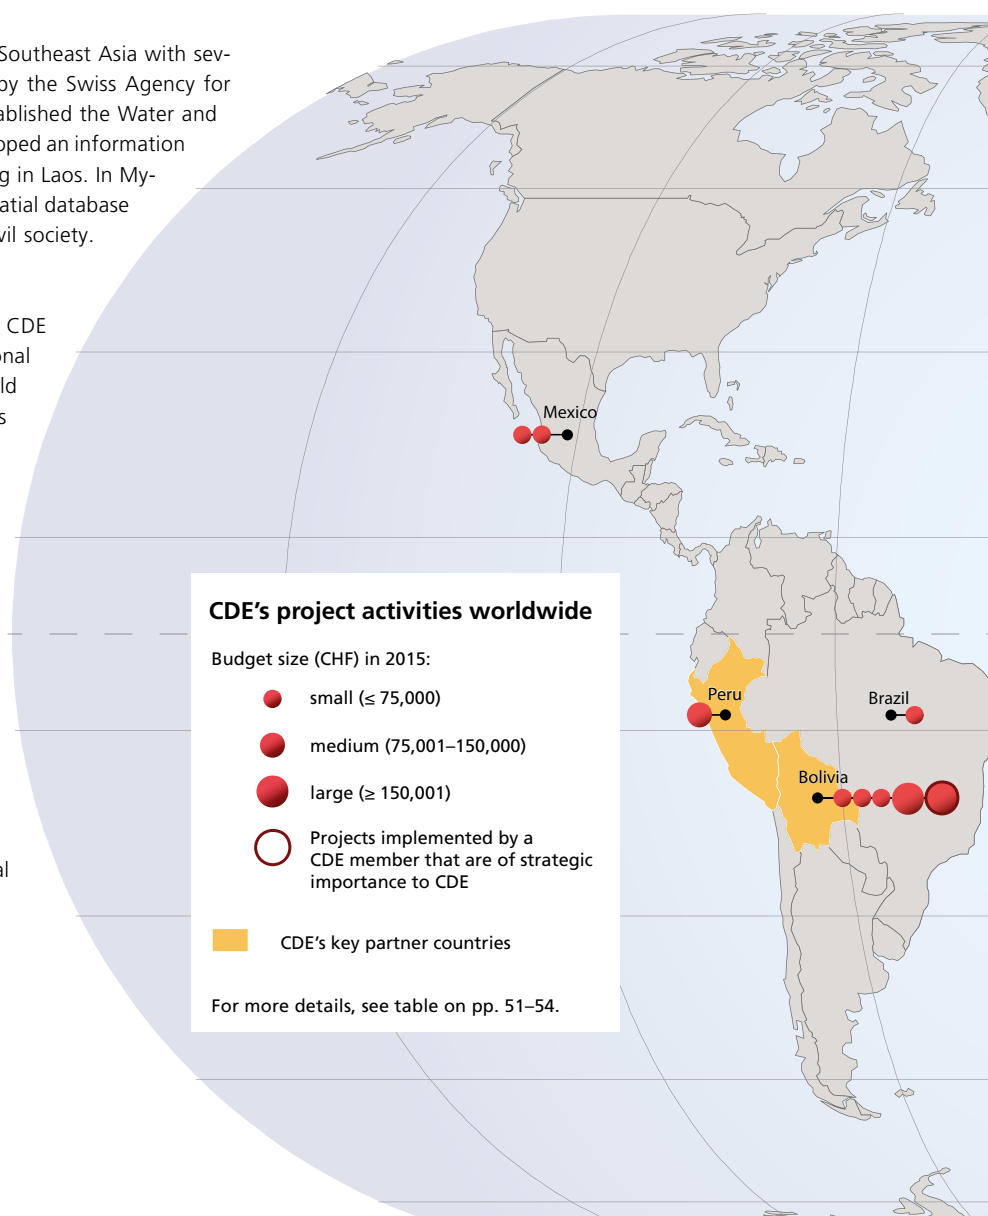 Southeast Asia with sev-
by the Swiss Agency for
ablished the Water and
oped an information
g in Laos. In My-
atial database
vil society.
CDE
onal
ld
s
al
Mexico
Peru
Brazil
Bolivia
CDE's project activities worldwide
Budget size (CHF) in 2015:
small (≤ 75,000)
medium (75,001–150,000)
large (≥ 150,001)
Projects implemented by a
CDE member that are of strategic
importance to CDE
CDE's key partner countries
For more details, see table on pp. 51–54.